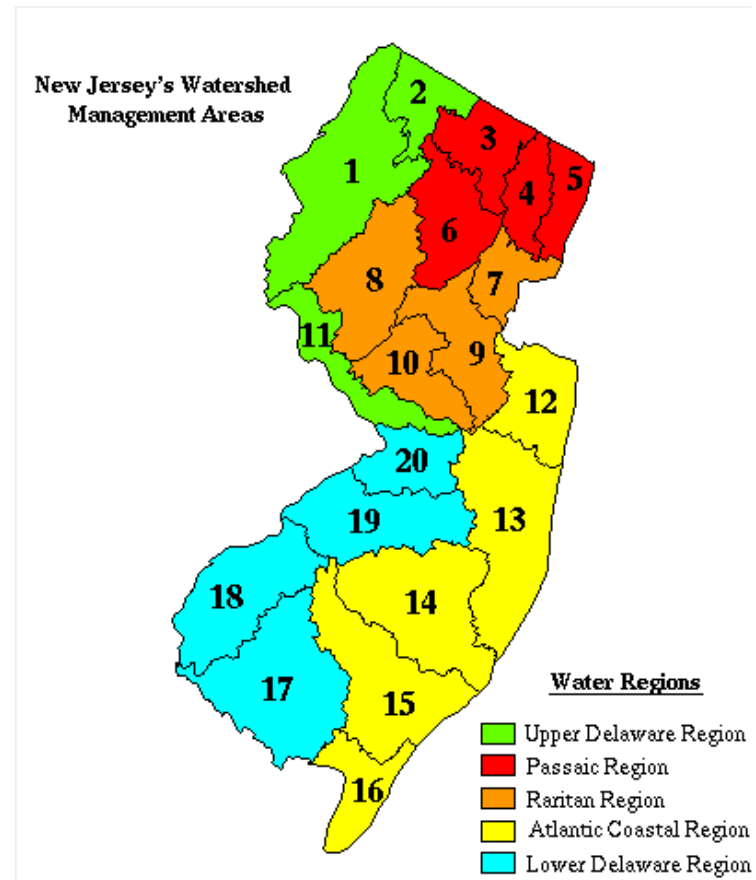 New Jersey's Watershed
Management Areas
2
3
1
4
5
6
8
7
11
10
9
12
20
13
19
18
14
17
15
16
Water Regions
Upper Delaware Region
Passaic Region
Raritan Region
Atlantic Coastal Region
Lower Delaware Region